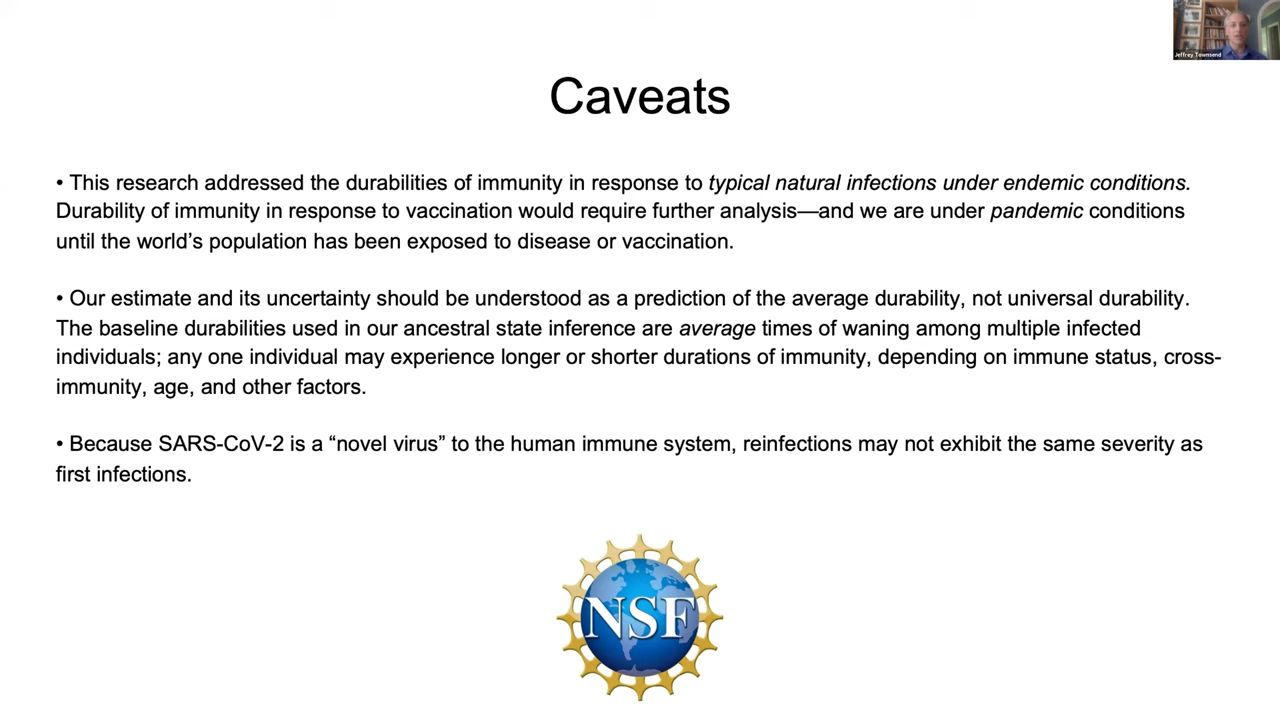 Jeffrey Townsend
Caveats
• This research addressed the durabilities of immunity in response to typical natural infections under endemic conditions.
Durability of immunity in response to vaccination would require further analysis—and we are under pandemic conditions
until the world’s population has been exposed to disease or vaccination.
• Our estimate and its uncertainty should be understood as a prediction of the average durability, not universal durability.
The baseline durabilities used in our ancestral state inference are average times of waning among multiple infected
individuals; any one individual may experience longer or shorter durations of immunity, depending on immune status, cross-
immunity, age, and other factors.
• Because SARS-CoV-2 is a “novel virus” to the human immune system, reinfections may not exhibit the same severity as
first infections.
NSF